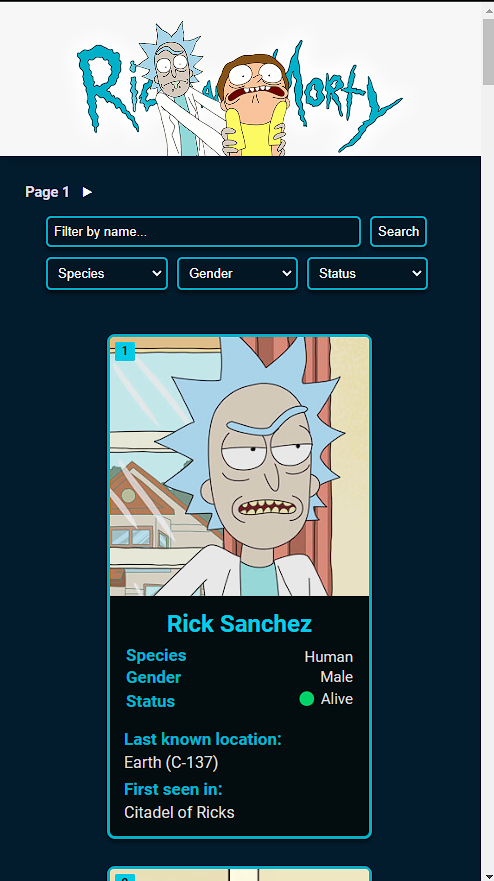 Rick and Morty
Page 1
Filter by name... Search
Species Gender Status
1
Rick Sanchez
Species Human
Gender Male
Status Alive
Last known location:
Earth (C-137)
First seen in:
Citadel of Ricks